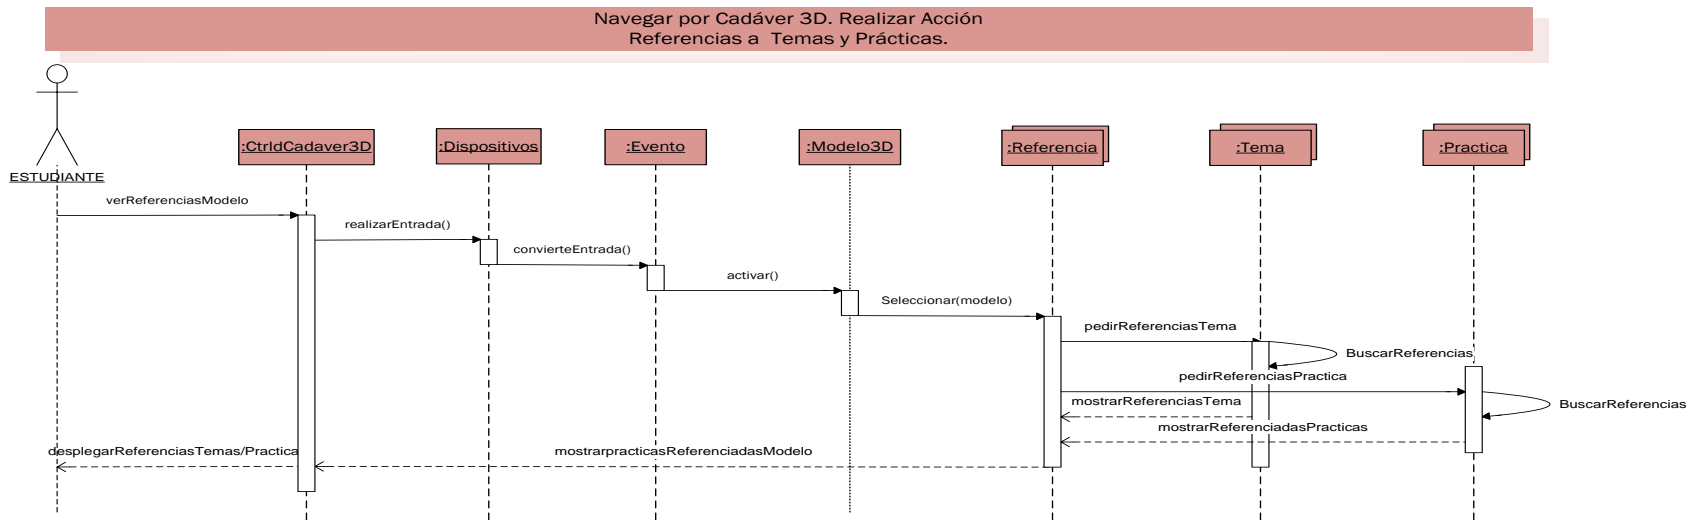 Navegar por Cadáver 3D. Realizar Acción
Referencias a  Temas y Prácticas.
ESTUDIANTE
:CtrldCadaver3D
:Dispositivos
:Evento
:Modelo3D
:Referencia
:Tema
:Practica
verReferenciasModelo
realizarEntrada()
convierteEntrada()
activar()
Seleccionar(modelo)
pedirReferenciasTema
BuscarReferencias
pedirReferenciasPractica
mostrarReferenciasTema
BuscarReferencias
mostrarReferenciadasPracticas
desplegarReferenciasTemas/Practica
mostrarpracticasReferenciadasModelo